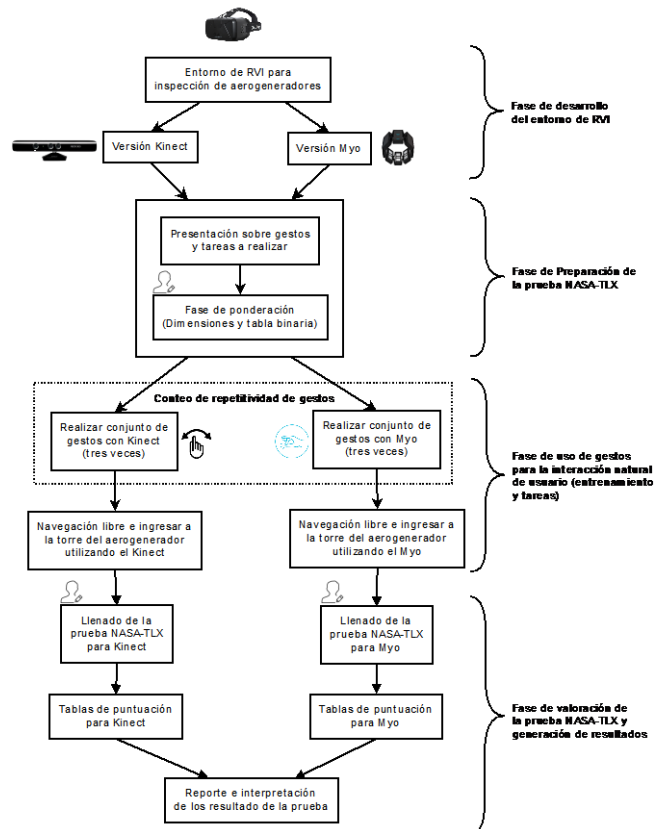 Entorno de RVI para
inspección de aerogeneradores
Fase de desarrollo
del entorno de RVI
Versión Kinect
Versión Myo
Presentación sobre gestos
y tareas a realizar
Fase de ponderación
(Dimensiones y tabla binaria)
Fase de Preparación de
la prueba NASA-TLX
Conteo de repetitividad de gestos
Realizar conjunto de
gestos con Kinect
(tres veces)
Realizar conjunto de
gestos con Myo
(tres veces)
Fase de uso de gestos
para la interacción natural
de usuario (entrenamiento
y tareas)
Navegación libre e ingresar a
la torre del aerogenerador
utilizando el Kinect
Navegación libre e ingresar a
la torre del aerogenerador
utilizando el Myo
Llenado de la
prueba NASA-TLX
para Kinect
Llenado de la
prueba NASA-TLX
para Myo
Tablas de puntuación
para Kinect
Tablas de puntuación
para Myo
Fase de valoración de
la prueba NASA-TLX y
generación de resultados
Reporte e interpretación
de los resultado de la prueba